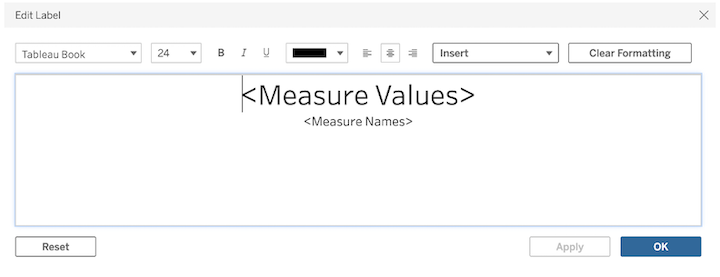 Edit Label
Tableau Book 24 B I U Insert Clear Formatting
<Measure Values>
<Measure Names>
Reset Apply OK